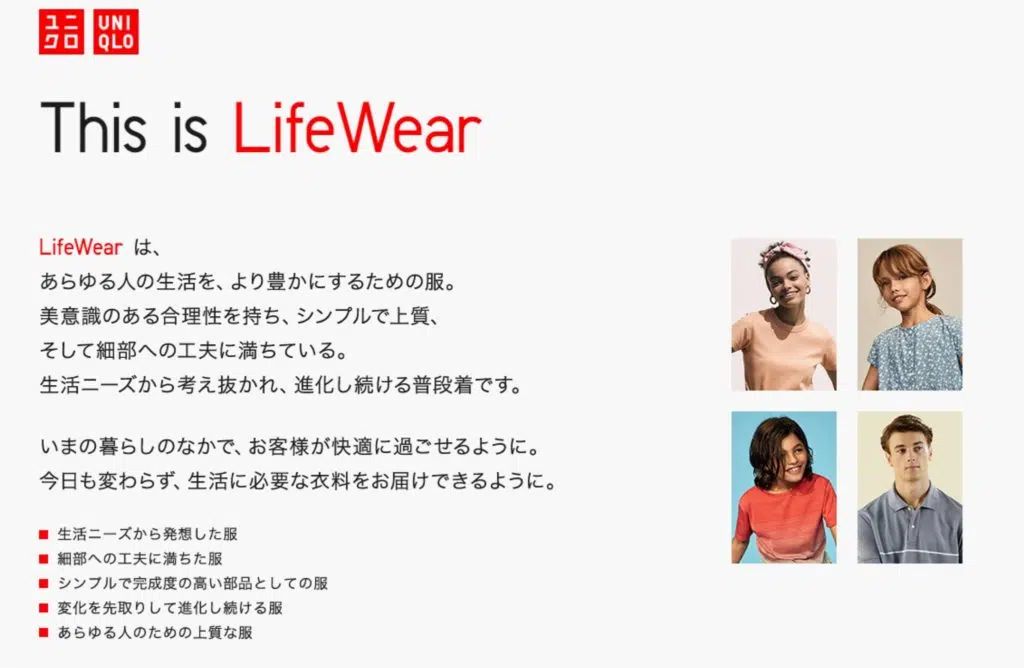 ユニ UNI
クロ QLO
This is LifeWear
LifeWear は、
あらゆる人の生活を、より豊かにするための服。
美意識のある合理性を持ち、シンプルで上質、
そして細部への工夫に満ちている。
生活ニーズから考え抜かれ、進化し続ける普段着です。
いまの暮らしのなかで、お客様が快適に過ごせるように。
今日も変わらず、生活に必要な衣料をお届けできるように。
■ 生活ニーズから発想した服
■ 細部への工夫に満ちた服
■ シンプルで完成度の高い部品としての服
■ 変化を先取りして進化し続ける服
■ あらゆる人のための上質な服